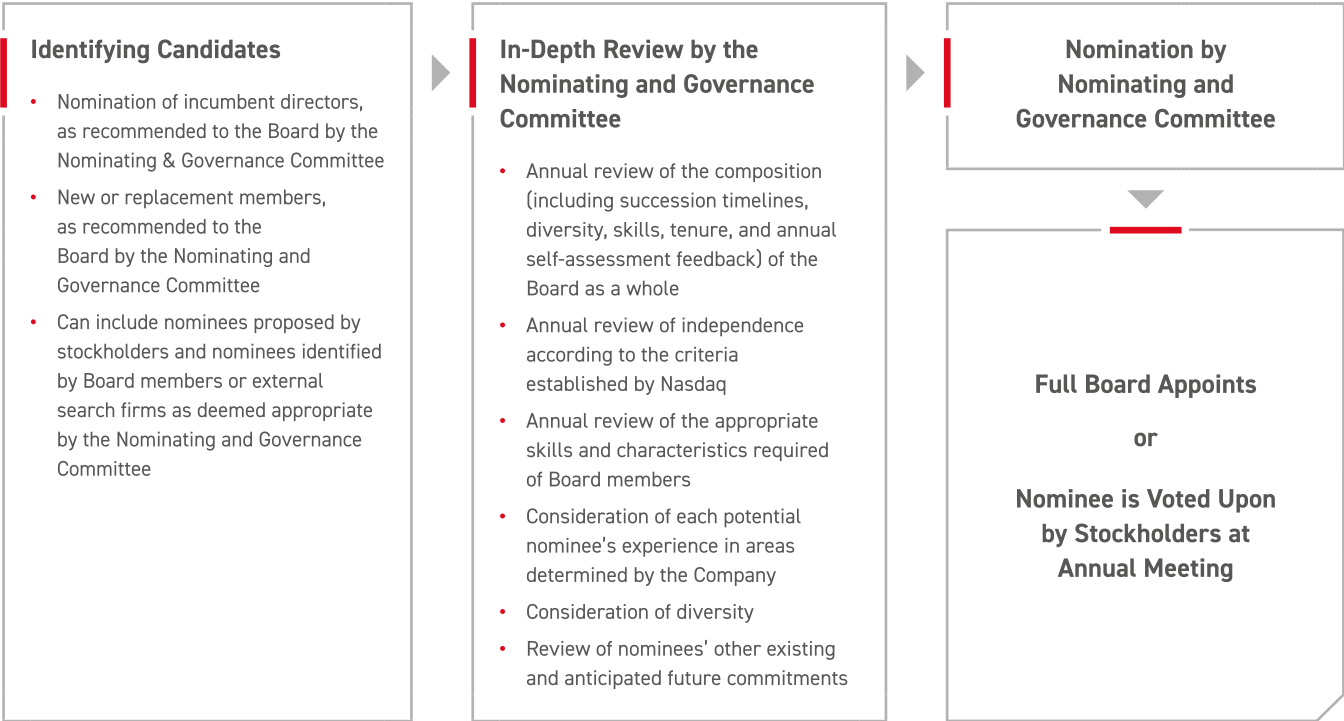 Identifying Candidates
• Nomination of incumbent directors,
as recommended to the Board by the
Nominating & Governance Committee
• New or replacement members,
as recommended to the
Board by the Nominating and
Governance Committee
• Can include nominees proposed by
stockholders and nominees identified
by Board members or external
search firms as deemed appropriate
by the Nominating and Governance
Committee
In-Depth Review by the
Nominating and Governance
Committee
• Annual review of the composition
(including succession timelines,
diversity, skills, tenure, and annual
self-assessment feedback) of the
Board as a whole
• Annual review of independence
according to the criteria
established by Nasdaq
• Annual review of the appropriate
skills and characteristics required
of Board members
• Consideration of each potential
nominee’s experience in areas
determined by the Company
• Consideration of diversity
• Review of nominees’ other existing
and anticipated future commitments
Nomination by
Nominating and
Governance Committee
Full Board Appoints
or
Nominee is Voted Upon
by Stockholders at
Annual Meeting